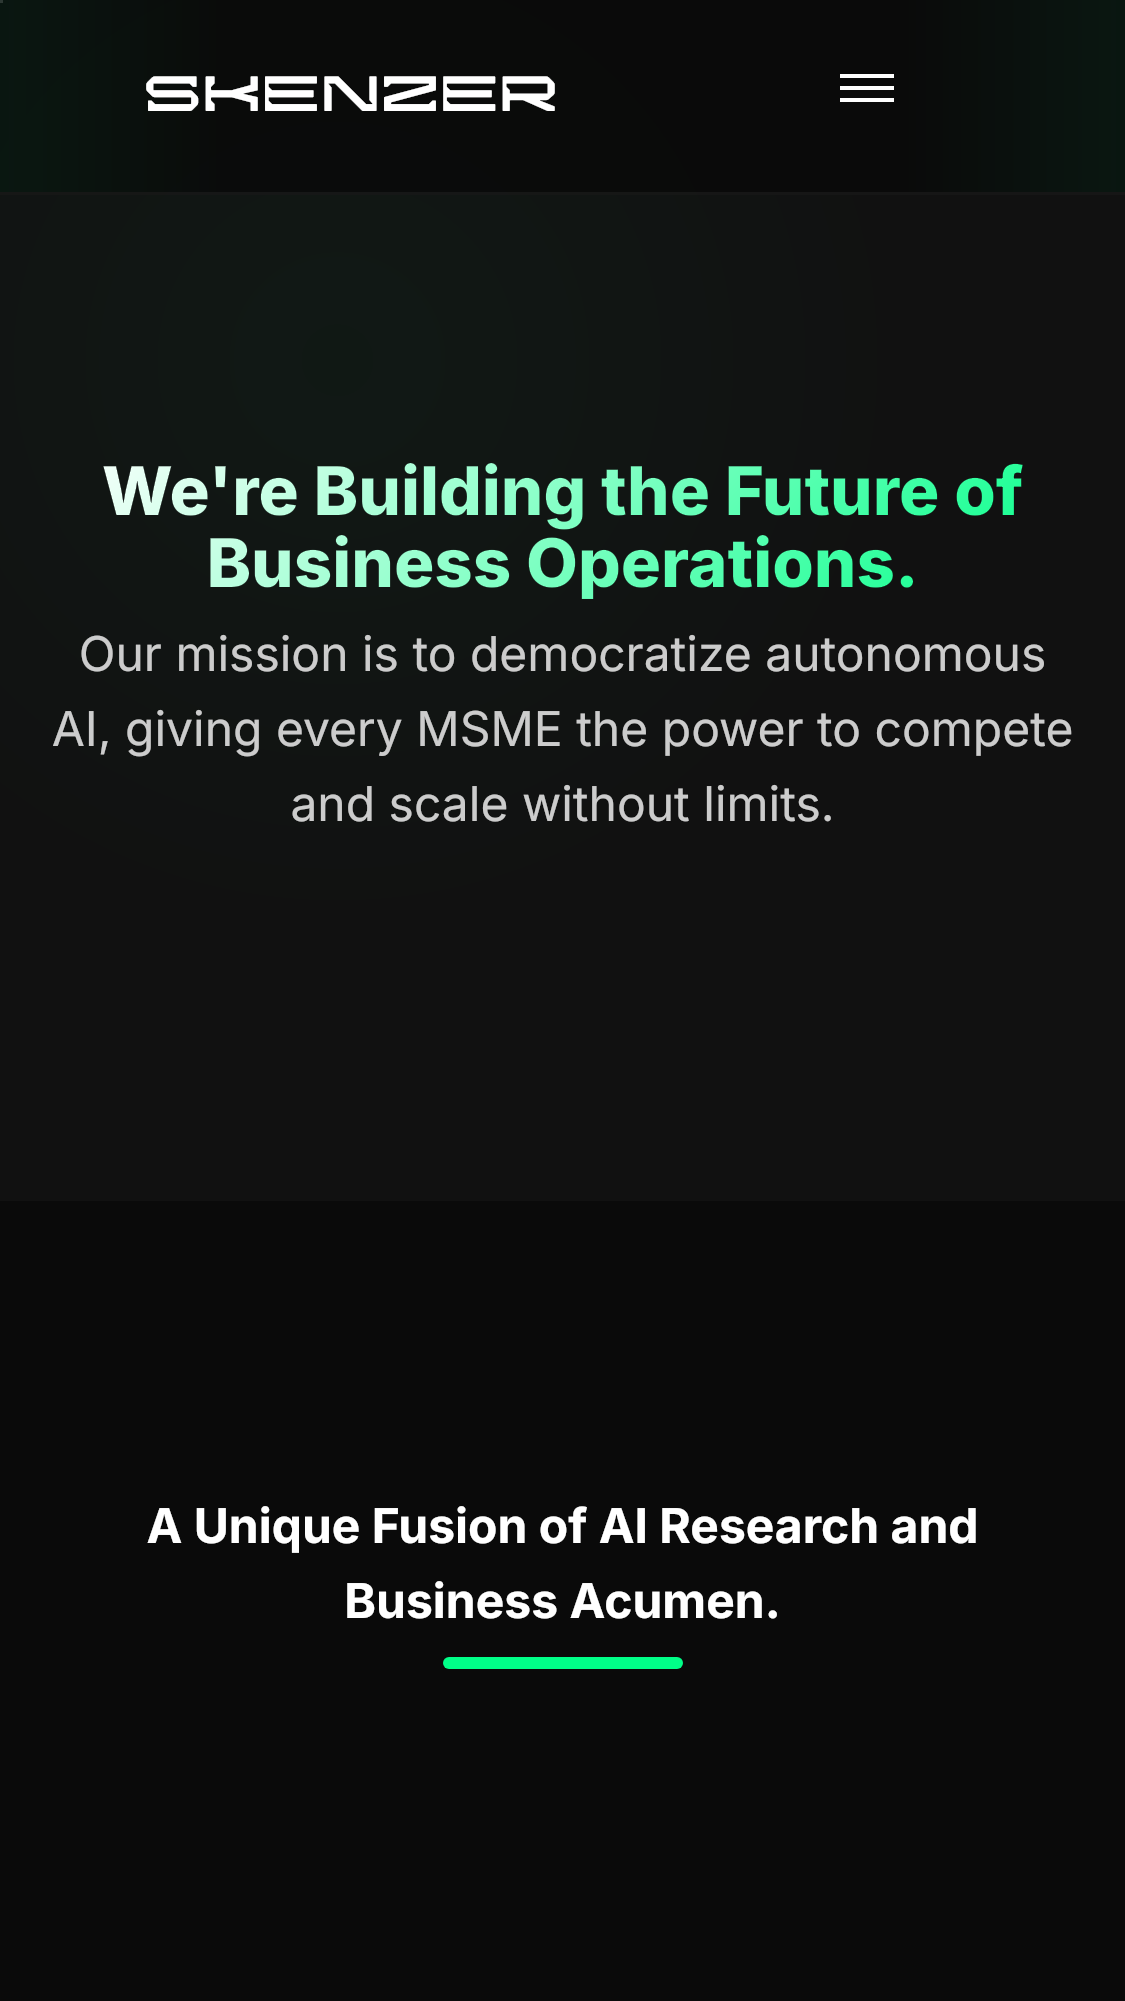 SKENZER
We're Building the Future of
Business Operations.
Our mission is to democratize autonomous
AI, giving every MSME the power to compete
and scale without limits.
A Unique Fusion of AI Research and
Business Acumen.